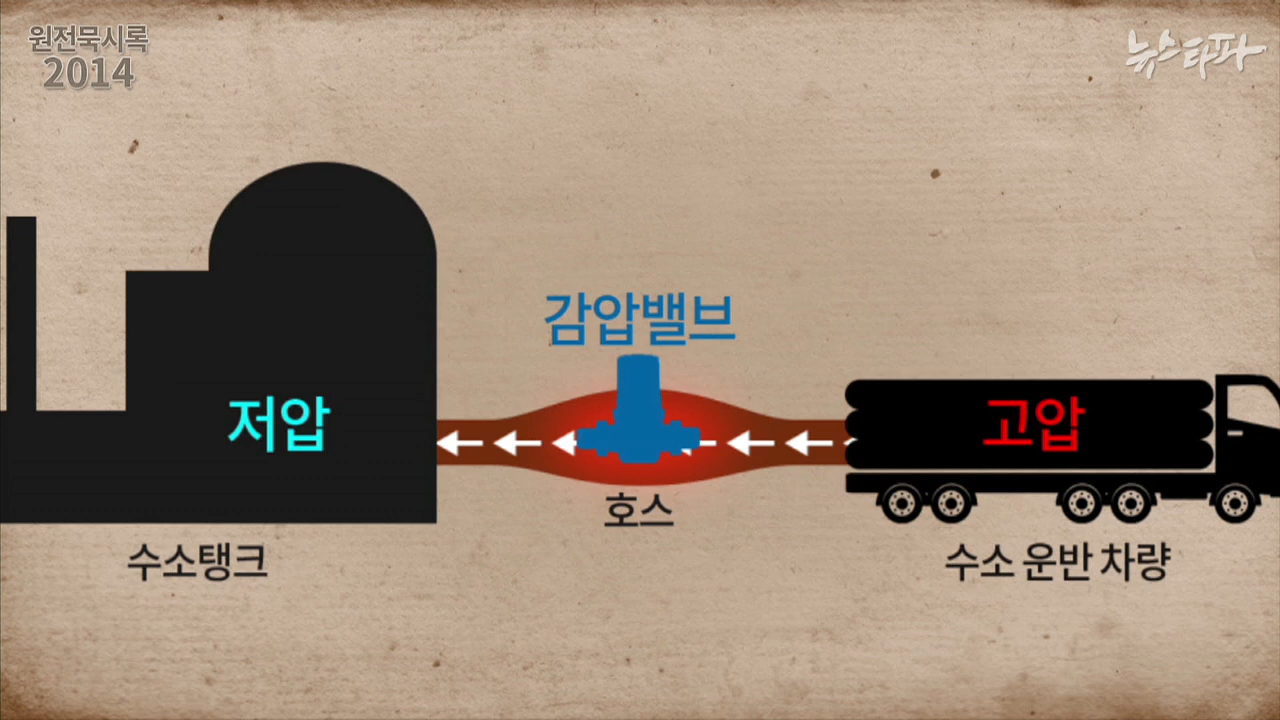 원전묵시록
2014
뉴스타파
감압밸브
저압
고압
호스
수소탱크
수소 운반 차량